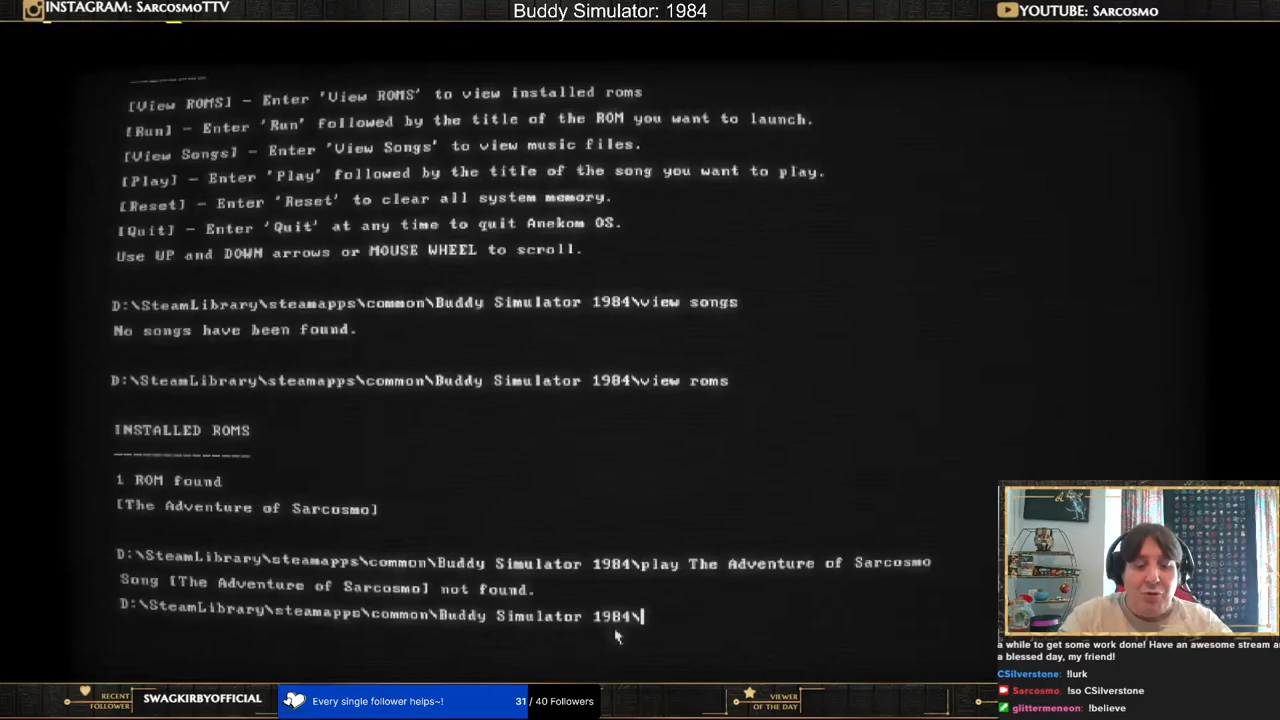 INSTAGRAM: SarcosmoTTV
Buddy Simulator: 1984
YOUTUBE: Sarcosmo
[View ROMS] - Enter 'View ROMS' to view installed roms
[Run] - Enter 'Run' followed by the title of the ROM you want to launch.
[View Songs] - Enter 'View Songs' to view music files.
[Play] - Enter 'Play' followed by the title of the song you want to play.
[Reset] - Enter 'Reset' to clear all system memory.
[Quit] - Enter 'Quit' at any time to quit Anekom OS.
Use UP and DOWN arrows or MOUSE WHEEL to scroll.
D:\SteamLibrary\steamapps\common\Buddy Simulator 1984\view songs
No songs have been found.
D:\SteamLibrary\steamapps\common\Buddy Simulator 1984\view roms
INSTALLED ROMS
1 ROM found
[The Adventure of Sarcosmo]
D:\SteamLibrary\steamapps\common\Buddy Simulator 1984\play The Adventure of Sarcosmo
Song [The Adventure of Sarcosmo] not found.
D:\SteamLibrary\steamapps\common\Buddy Simulator 1984\
a while to get some work done! Have an awesome stream an
a blessed day, my friend!
CSilverstone: !lurk
Sarcosmo: !so CSilverstone
glittermeneon: !believe
RECENT FOLLOWER
SWAGKIRBYOFFICIAL
Every single follower helps~!
31 / 40 Followers
VIEWER OF THE DAY